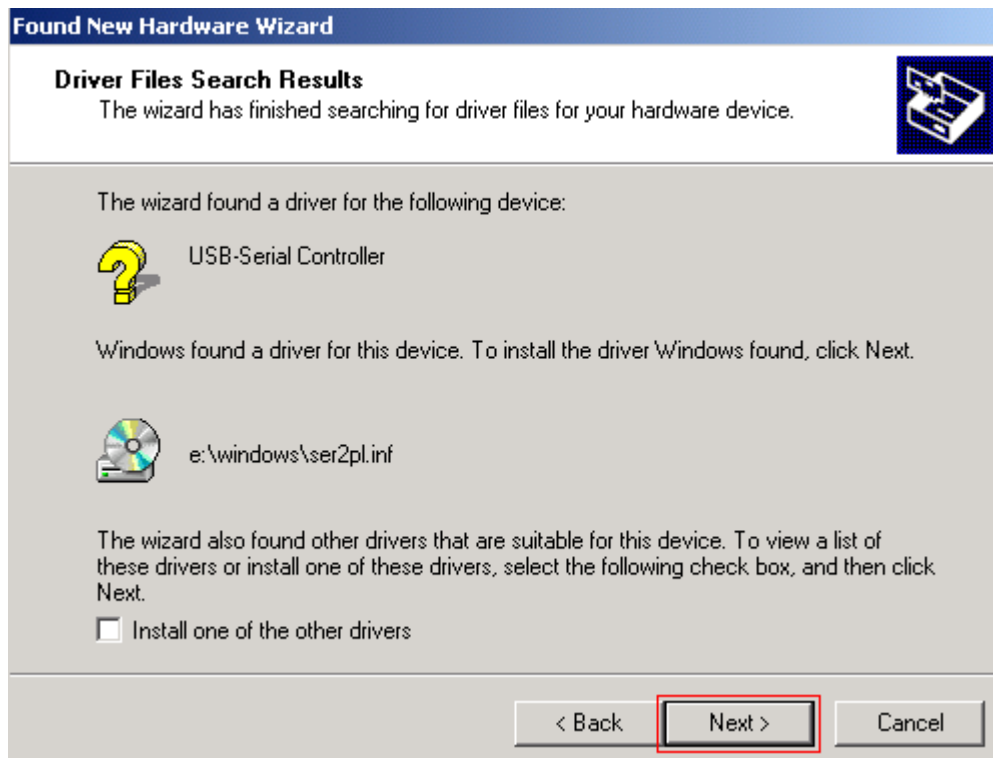 Found New Hardware Wizard
Driver Files Search Results
The wizard has finished searching for driver files for your hardware device.
The wizard found a driver for the following device:
USB-Serial Controller
Windows found a driver for this device. To install the driver Windows found, click Next.
e:\windows\ser2pl.inf
The wizard also found other drivers that are suitable for this device. To view a list of
these drivers or install one of these drivers, select the following check box, and then click
Next.
Install one of the other drivers
< Back Next > Cancel